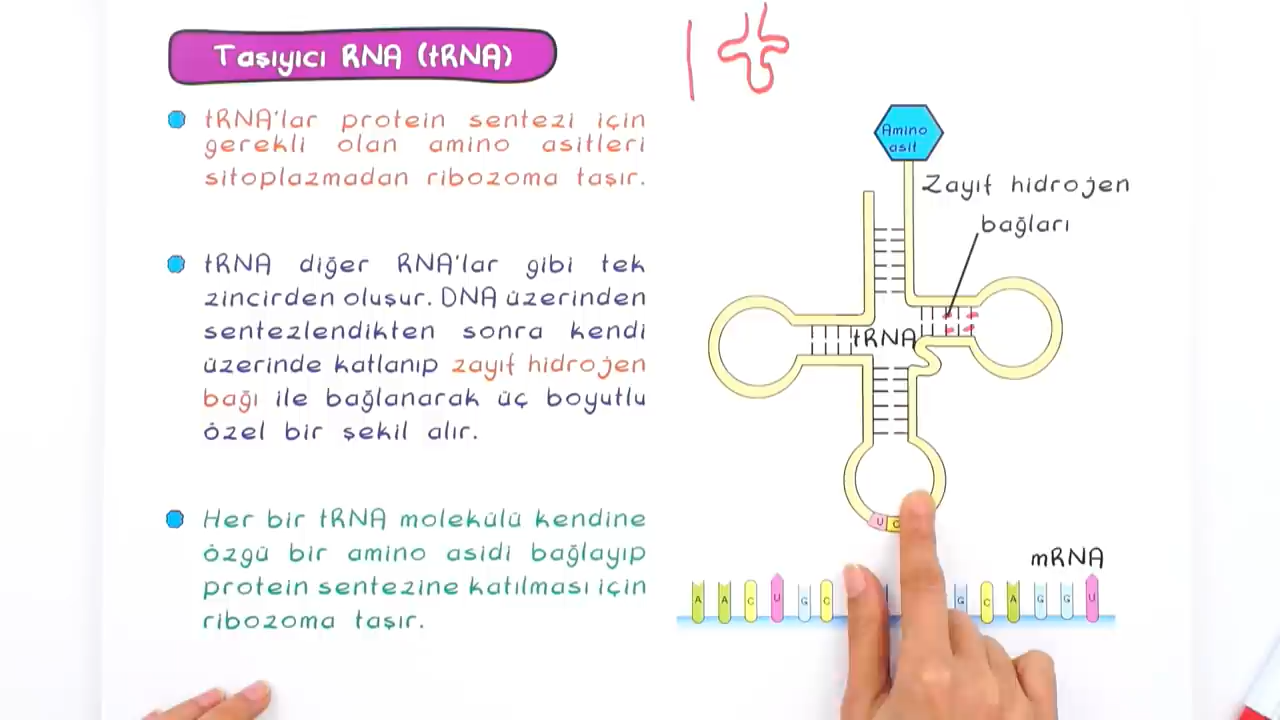 Taşıyıcı RNA (tRNA)
tRNA'lar protein sentezi için
gerekli olan amino asitleri
sitoplazmadan ribozoma taşır.
tRNA diğer RNA'lar gibi tek
zincirden oluşur. DNA üzerinden
sentezlendikten sonra kendi
üzerinde katlanıp zayıf hidrojen
bağı ile bağlanarak üç boyutlu
özel bir şekil alır.
Her bir tRNA molekülü kendine
özgü bir amino asidi bağlayıp
protein sentezine katılması için
ribozoma taşır.
Amino
asit
Zayıf hidrojen
bağları
tRNA
U
mRNA
A A C U G C G C A G G U